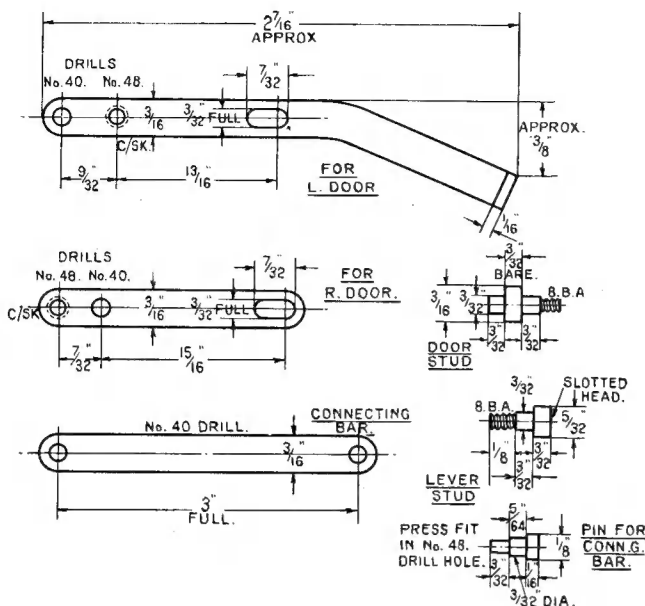 2 7/16"
APPROX
DRILLS
No. 40. No. 48.
7/32"
3/16" 3/32" FULL
C/SK.
APPROX.
3/8"
9/32"
13/16"
FOR
L. DOOR
1/16"
DRILLS
No. 48. No. 40.
7/32"
FOR
R. DOOR.
C/SK
3/16" 3/32" FULL
7/32"
15/16"
3/32"
BARE.
8.B.A
3/16" 3/32"
3/32" 3/32"
DOOR
STUD
No. 40 DRILL.
CONNECTING
BAR.
3/16"
3"
FULL.
3/32"
SLOTTED
HEAD.
8.B.A.
5/32"
1/8" 3/32" 3/32"
LEVER
STUD
5/64"
PRESS FIT
IN No. 48.
DRILL HOLE.
PIN FOR
CONN.G.
BAR.
1/8"
3/32" 1/16"
3/32" DIA.